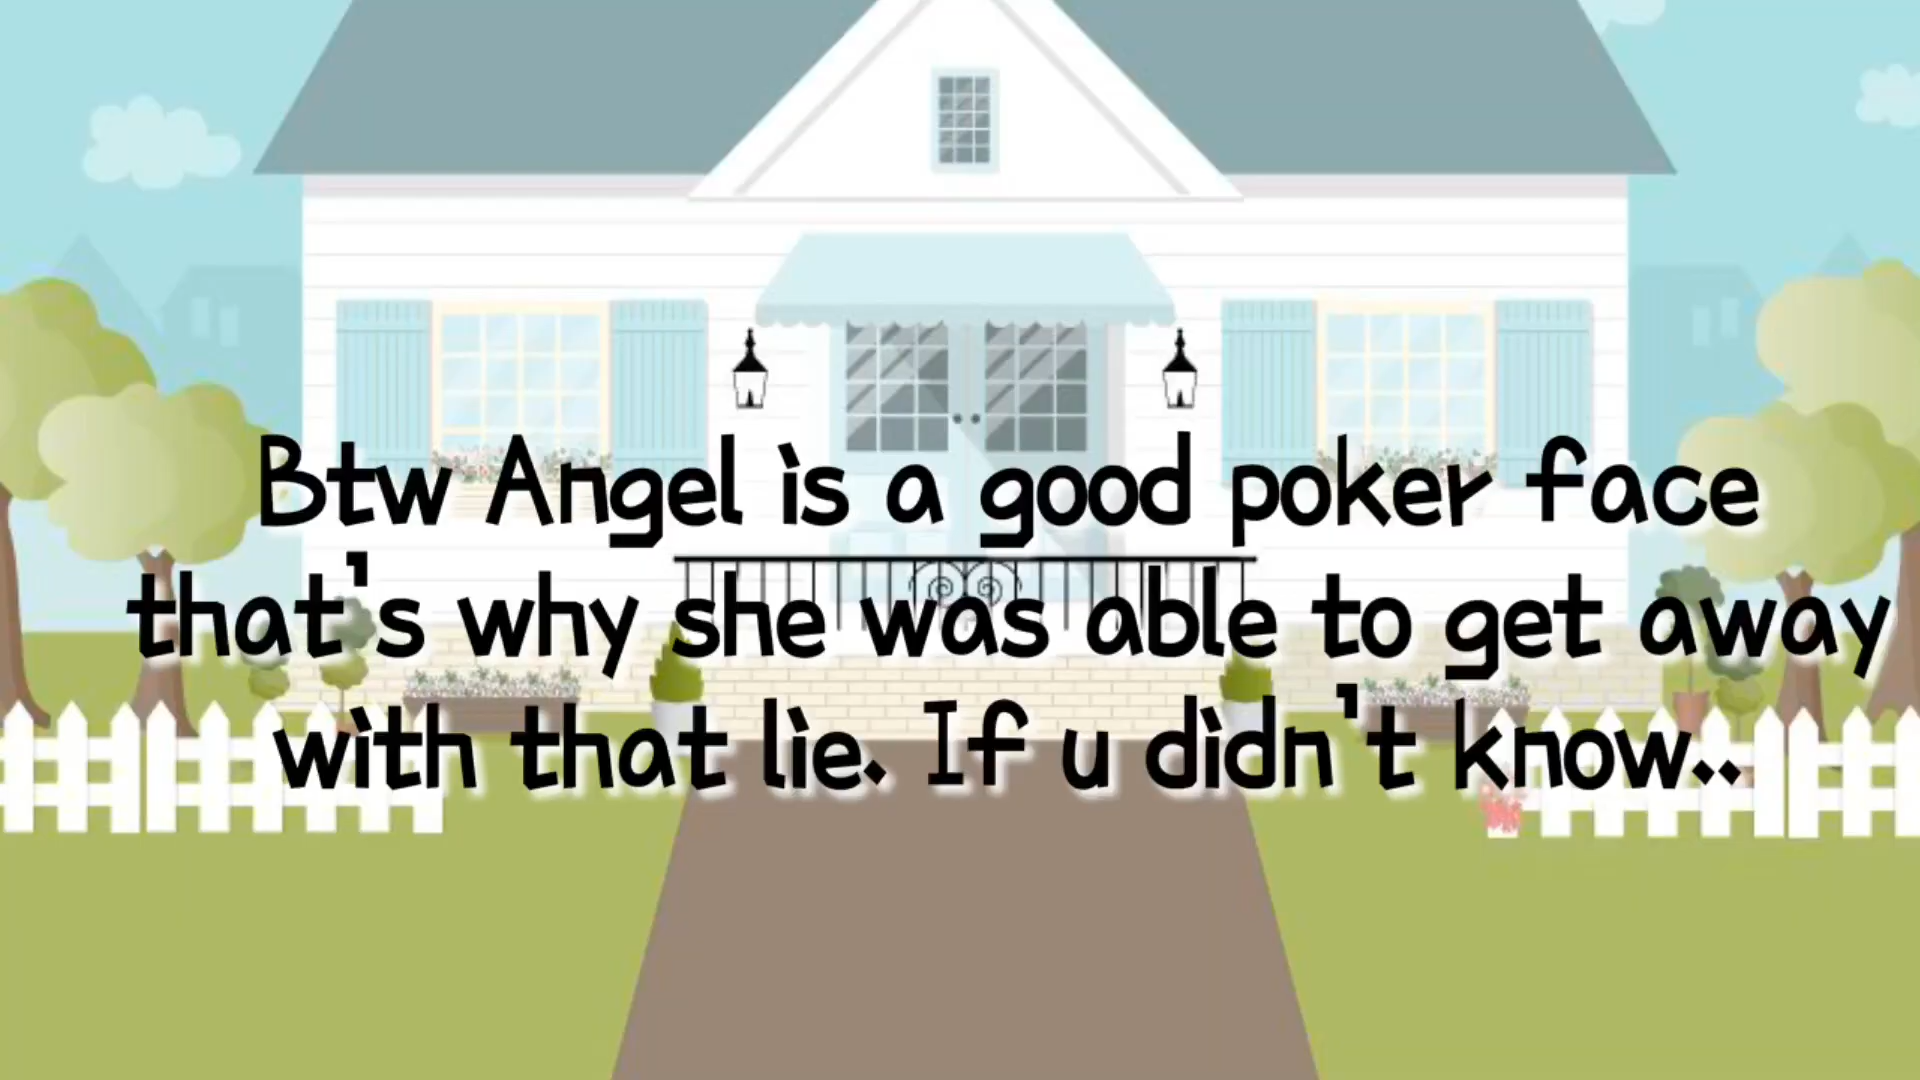 Btw Angel is a good poker face
that's why she was able to get away
with that lie. If u didn't know..